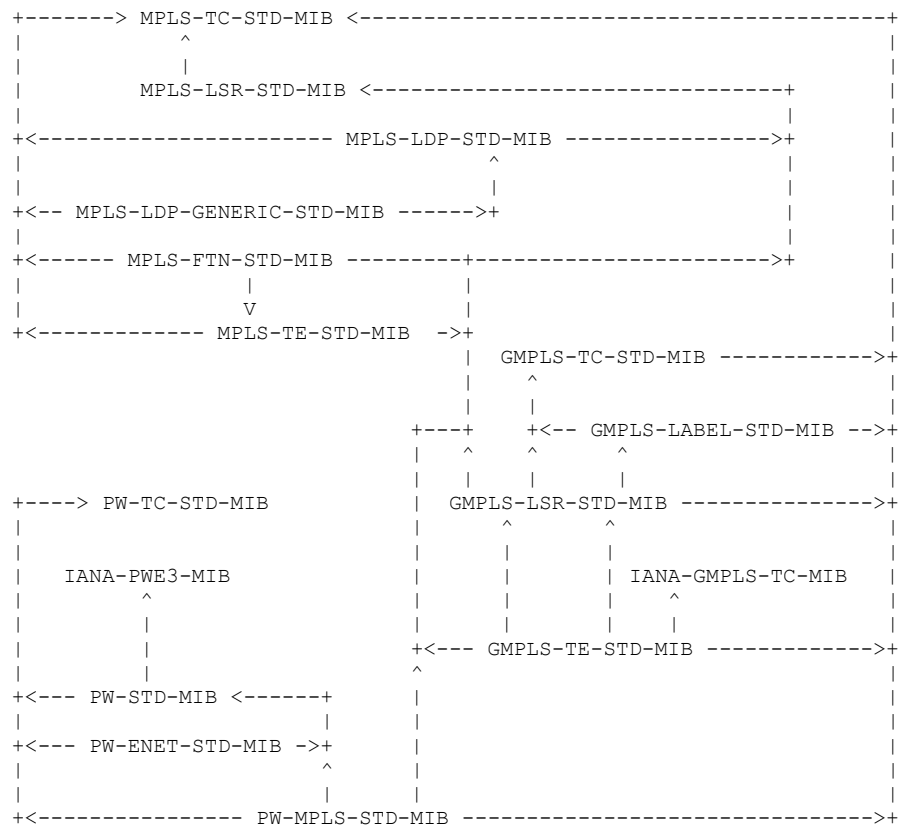 MPLS-TC-STD-MIB
MPLS-LSR-STD-MIB
MPLS-LDP-STD-MIB
MPLS-LDP-GENERIC-STD-MIB
MPLS-FTN-STD-MIB
V
MPLS-TE-STD-MIB
GMPLS-TC-STD-MIB
GMPLS-LABEL-STD-MIB
PW-TC-STD-MIB GMPLS-LSR-STD-MIB
IANA-PWE3-MIB IANA-GMPLS-TC-MIB
GMPLS-TE-STD-MIB
PW-STD-MIB
PW-ENET-STD-MIB
PW-MPLS-STD-MIB